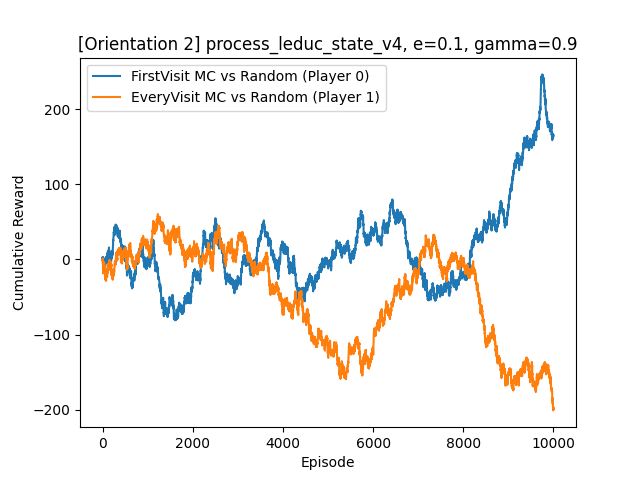 [Orientation 2] process_leduc_state_v4, e=0.1, gamma=0.9
FirstVisit MC vs Random (Player 0)
EveryVisit MC vs Random (Player 1)
Cumulative Reward
200
100
0
−100
−200
0
2000
4000
6000
8000
10000
Episode